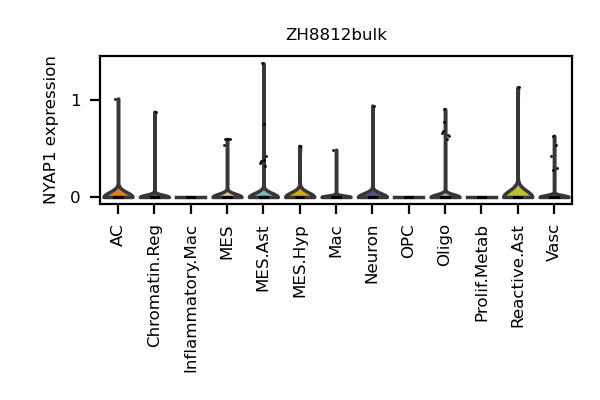 ZH8812bulk
NYAP1 expression
1
0
AC
Chromatin.Reg
Inflammatory.Mac
MES
MES.Ast
MES.Hyp
Mac
Neuron
OPC
Oligo
Prolif.Metab
Reactive.Ast
Vasc